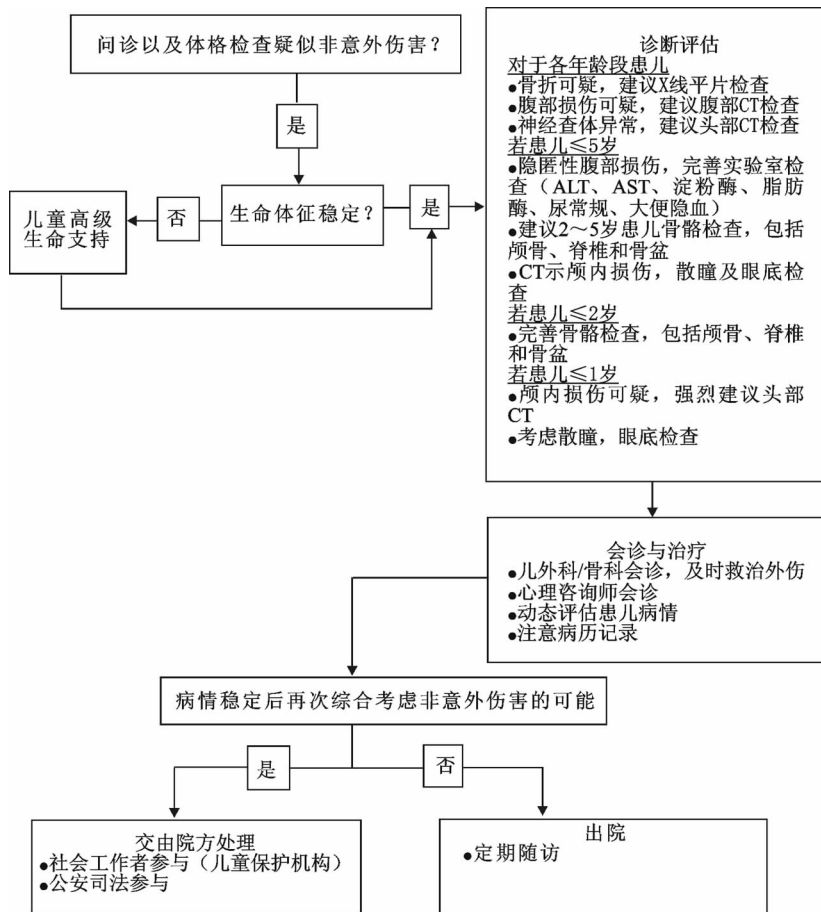 问诊以及体格检查疑似非意外伤害？
是
生命体征稳定？
否
是
儿童高级
生命支持
诊断评估
对于各年龄段患儿
●骨折可疑，建议X线平片检查
●腹部损伤可疑，建议腹部CT检查
●神经查体异常，建议头部CT检查
若患儿≤5岁
●隐匿性腹部损伤，完善实验室检
查（ALT、AST、淀粉酶、脂肪
酶、尿常规、大便隐血）
●建议2～5岁患儿骨骼检查，包括
颅骨、脊椎和骨盆
●CT示颅内损伤，散瞳及眼底检
查
若患儿≤2岁
●完善骨骼检查，包括颅骨、脊椎
和骨盆
若患儿≤1岁
●颅内损伤可疑，强烈建议头部
CT
●考虑散瞳，眼底检查
会诊与治疗
●儿外科/骨科会诊，及时救治外伤
●心理咨询师会诊
●动态评估患儿病情
●注意病历记录
病情稳定后再次综合考虑非意外伤害的可能
是
否
交由院方处理
●社会工作者参与（儿童保护机构）
●公安司法参与
出院
●定期随访